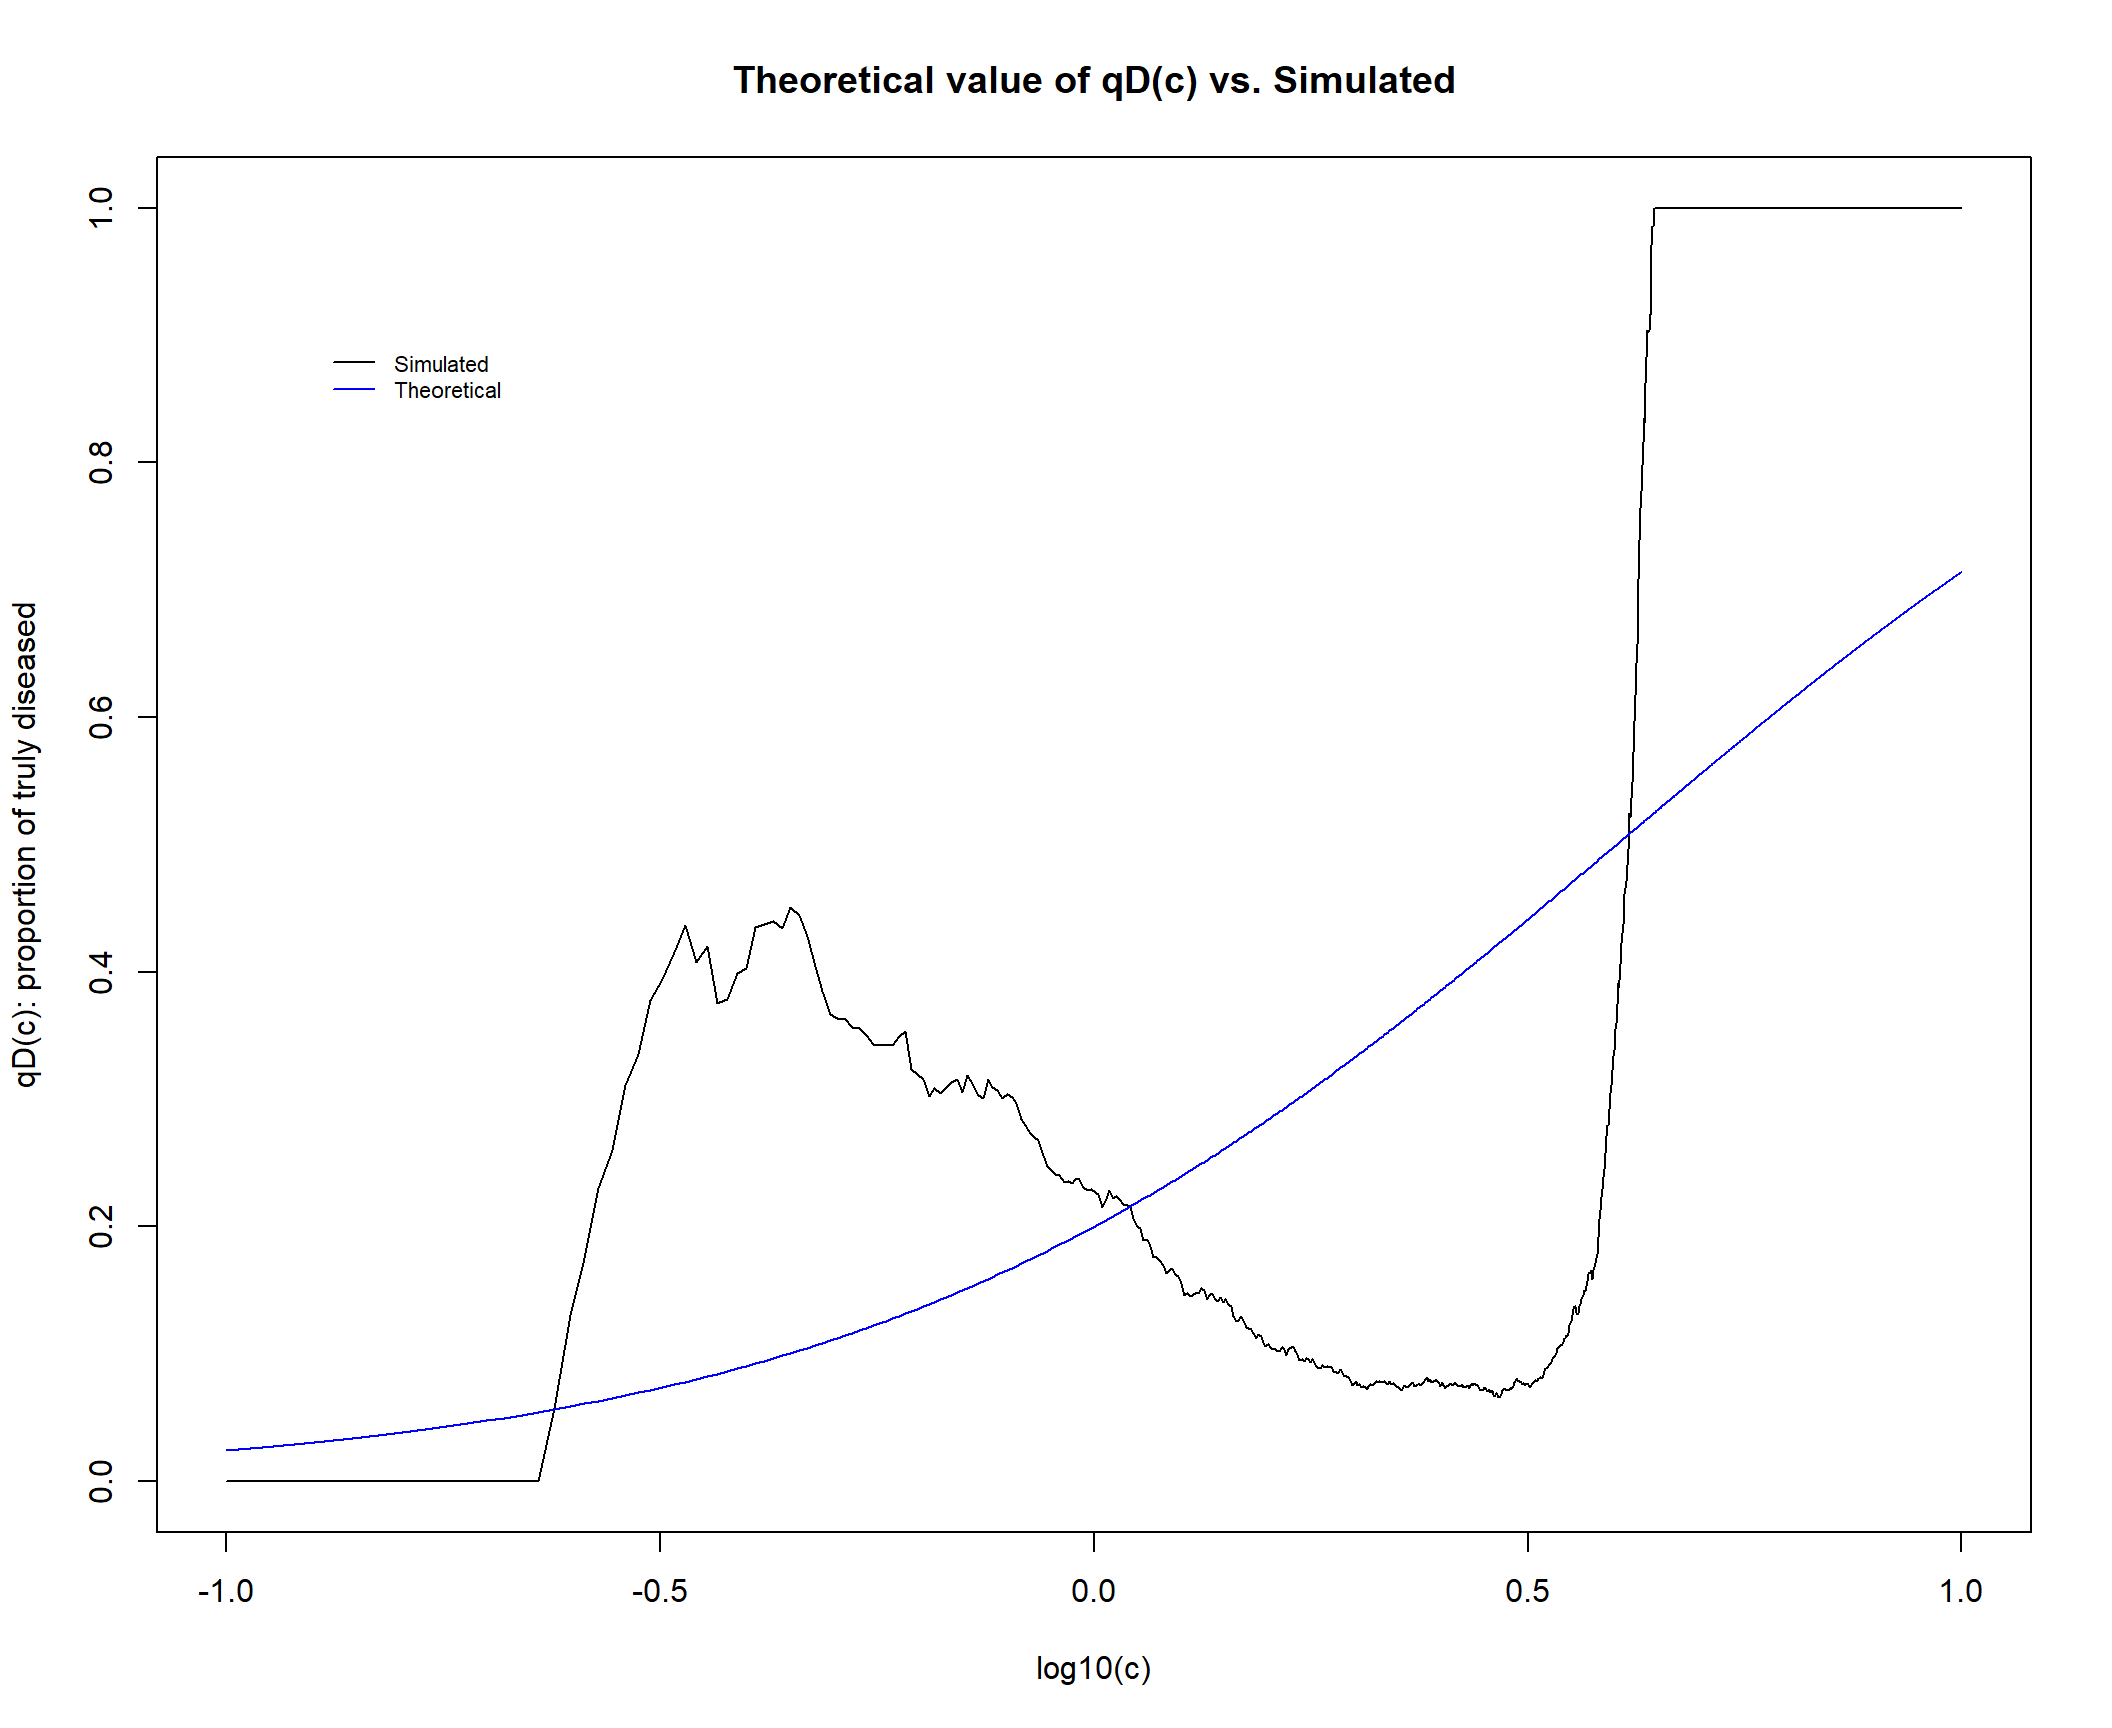 Theoretical value of qD(c) vs. Simulated
qD(c): proportion of truly diseased
1.0
0.8
0.6
0.4
0.2
0.0
Simulated
Theoretical
-1.0 -0.5 0.0 0.5 1.0
log10(c)